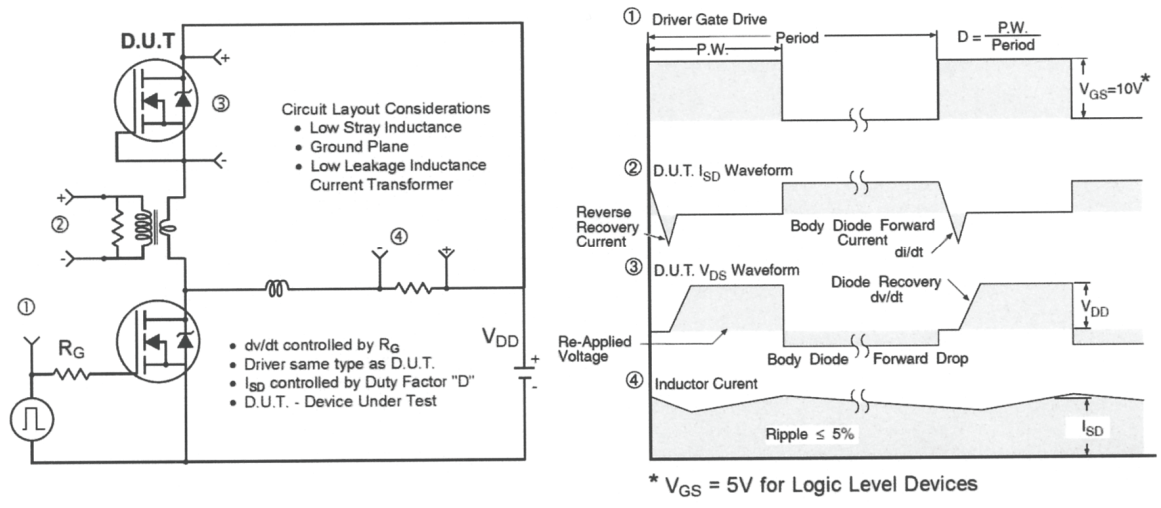 D.U.T
+
③
-
Circuit Layout Considerations
• Low Stray Inductance
• Ground Plane
• Low Leakage Inductance
Current Transformer
+
②
-
④
- +
①
R_G
• dv/dt controlled by R_G
• Driver same type as D.U.T.
• I_SD controlled by Duty Factor "D"
• D.U.T. - Device Under Test
V_DD
+
-
① Driver Gate Drive
Period
P.W.
D = P.W.
Period
V_GS=10V*
② D.U.T. I_SD Waveform
Reverse
Recovery
Current
Body Diode Forward
Current
di/dt
③ D.U.T. V_DS Waveform
Diode Recovery
dv/dt
V_DD
Re-Applied
Voltage
Body Diode Forward Drop
④ Inductor Curent
I_SD
Ripple ≤ 5%
* V_GS = 5V for Logic Level Devices